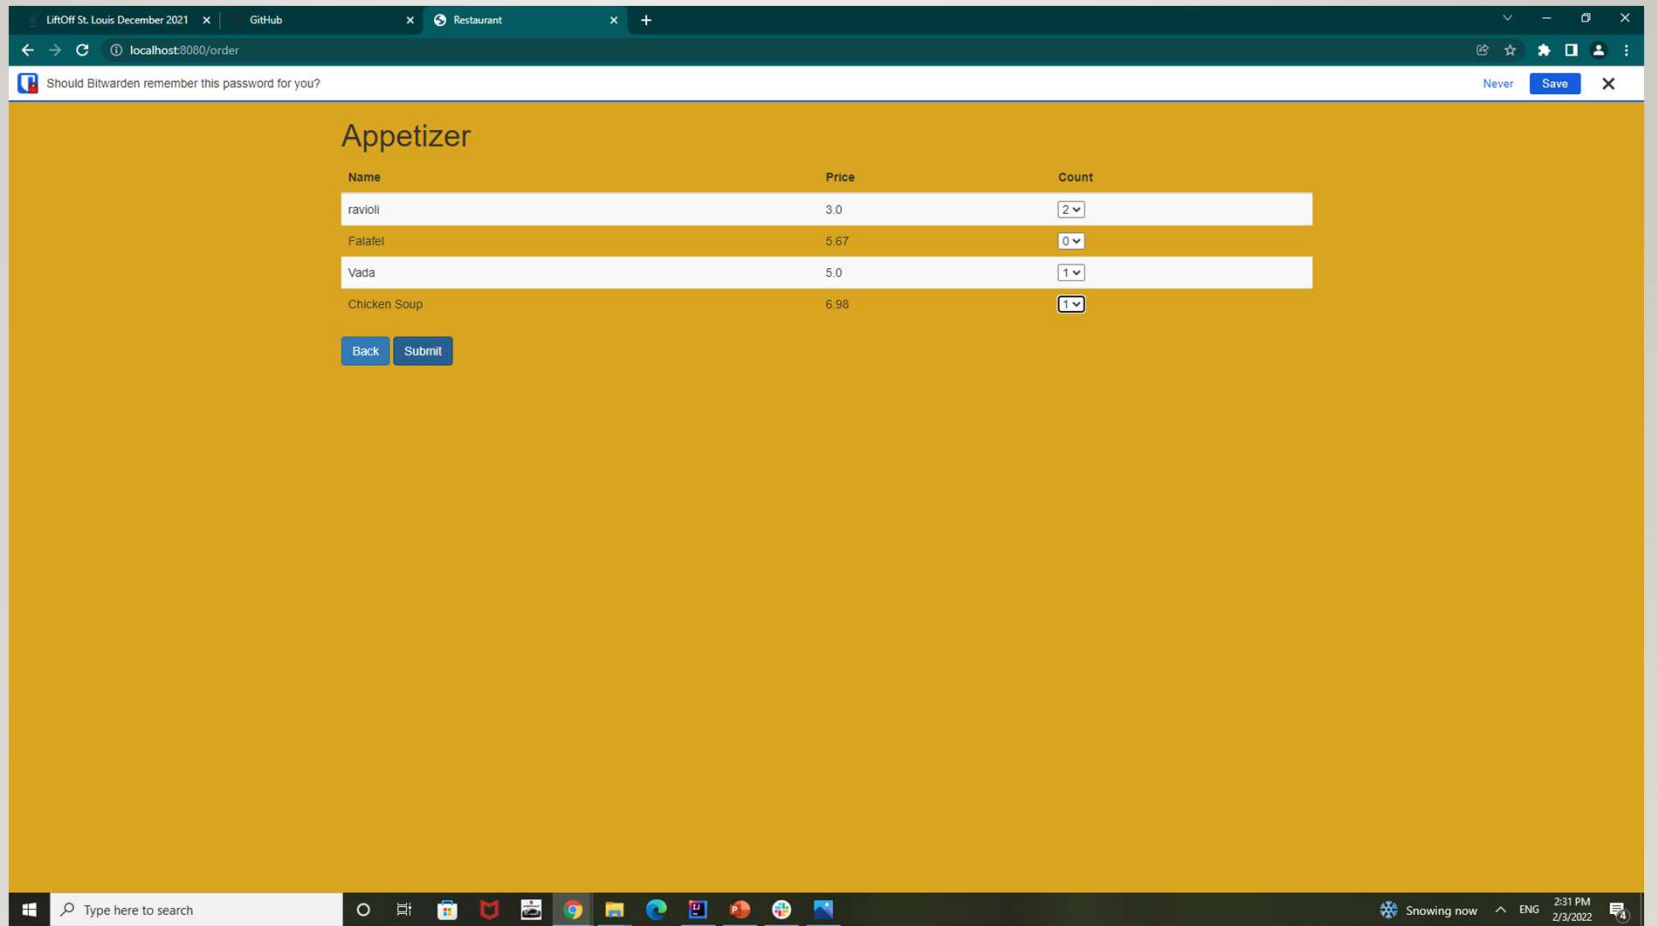 LiftOff St. Louis December 2021 GitHub Restaurant
localhost:8080/order
Should Bitwarden remember this password for you? Never Save
Appetizer
Name Price Count
ravioli 3.0 2
Falafel 5.67 0
Vada 5.0 1
Chicken Soup 6.98 1
Back Submit
Type here to search Snowing now ENG 2:31 PM
2/3/2022 4